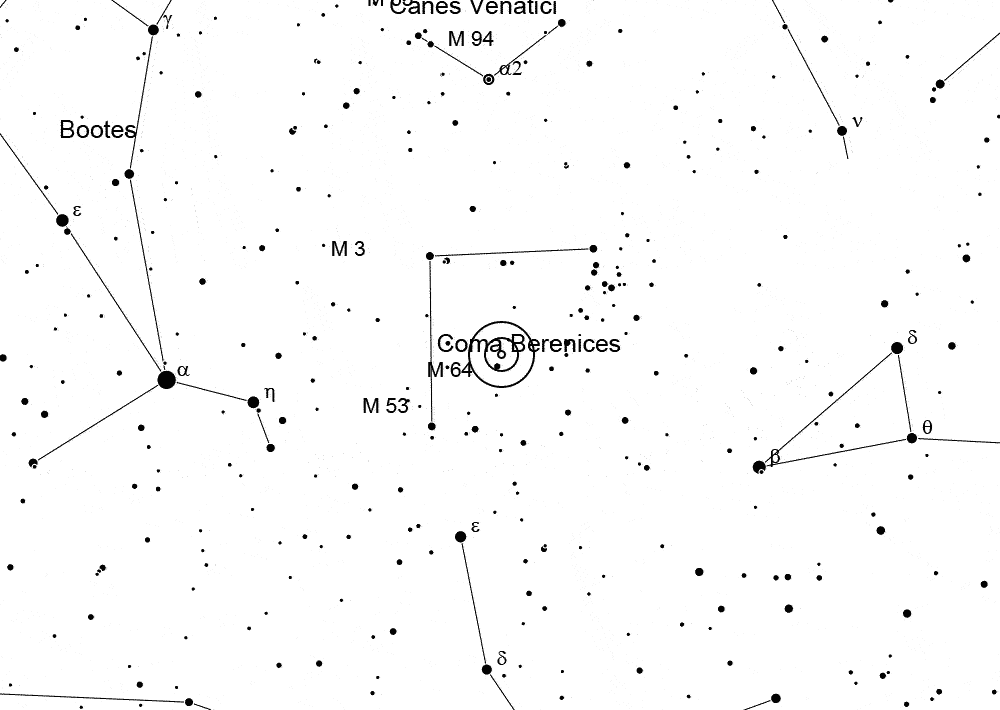 Canes Venatici
γ
M 94
α2
ν
Bootes
ε
M 3
δ
Coma Berenices
M 64
α
η
M 53
θ
β
ε
δ